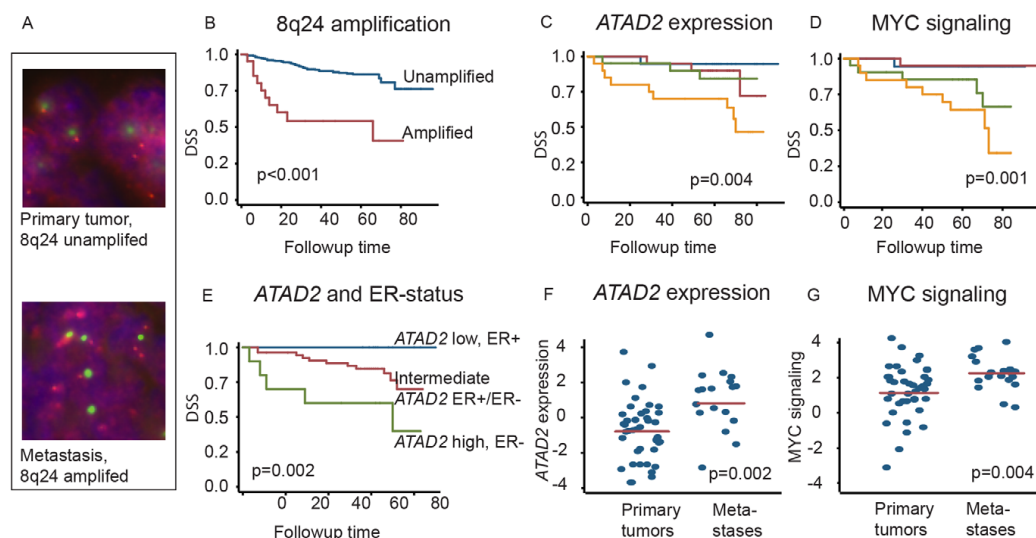 A
Primary tumor,
8q24 unamplifed
Metastasis,
8q24 amplifed
B
8q24 amplification
1.0
0.7
0.5
0.2
0.0
DSS
Unamplified
Amplified
p<0.001
20 40 60 80
Followup time
C
ATAD2 expression
1.0
0.7
0.5
0.2
0.0
DSS
p=0.004
0 20 40 60 80
Followup time
D
MYC signaling
1.0
0.7
0.5
0.2
0.0
DSS
p=0.001
0 20 40 60 80
Followup time
E
ATAD2 and ER-status
1.0
0.7
0.5
0.2
0.0
DSS
ATAD2 low, ER+
Intermediate
ATAD2 ER+/ER-
ATAD2 high, ER-
p=0.002
0 20 40 60 80
Followup time
F
ATAD2 expression
4
2
0
-2
-4
ATAD2 expression
p=0.002
Primary
tumors
Meta-
stases
G
MYC signaling
4
2
0
-2
-4
MYC signaling
p=0.004
Primary
tumors
Meta-
stases